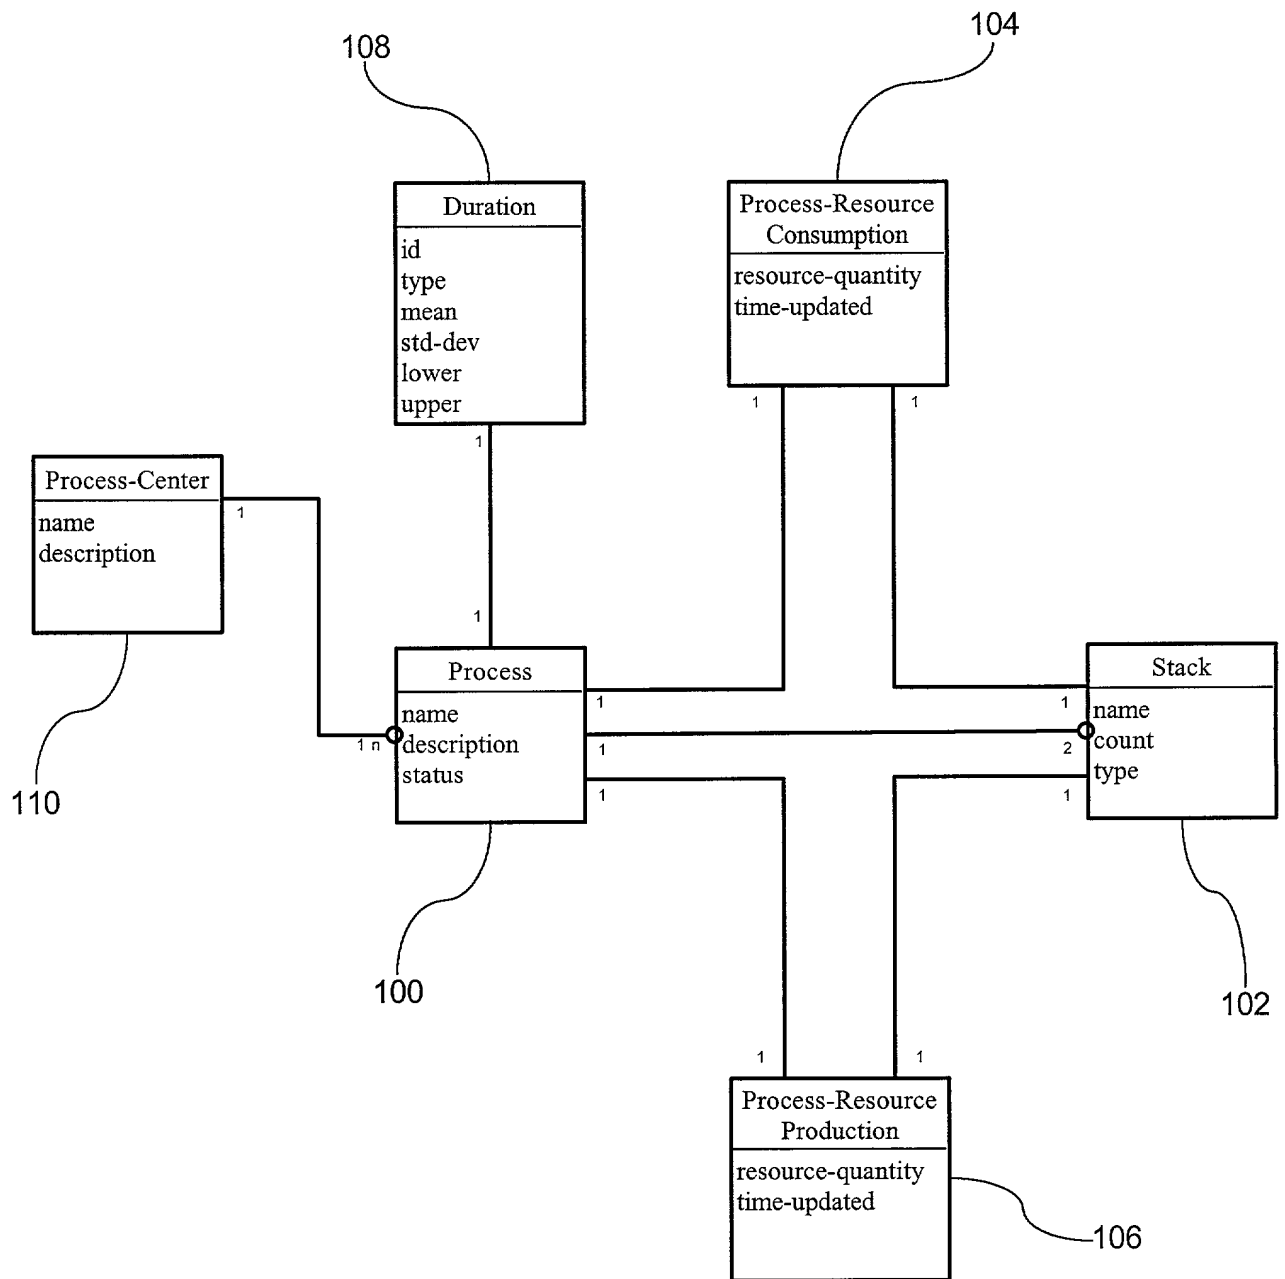 104
108
Duration
id
type
mean
std-dev
lower
upper
Process-Resource
Consumption
resource-quantity
time-updated
1
1
1
Process-Center
name
description
1
110
1
Process
name
description
status
1 n
1
1
1
100
Stack
name
count
type
1
2
1
102
1
1
Process-Resource
Production
resource-quantity
time-updated
106